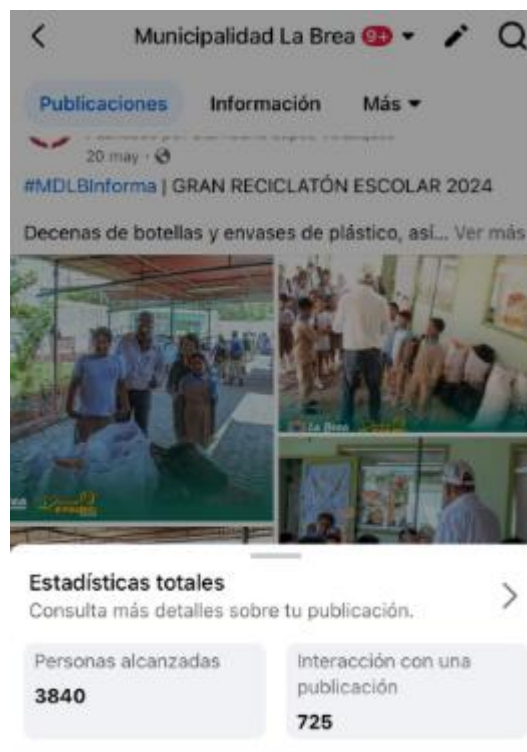 Municipalidad La Brea 9+
Publicaciones Información Más
20 may ·
#MDLBInforma | GRAN RECICLATÓN ESCOLAR 2024
Decenas de botellas y envases de plástico, así... Ver más
La Brea
Estadísticas totales
Consulta más detalles sobre tu publicación.
Personas alcanzadas
3840
Interacción con una
publicación
725